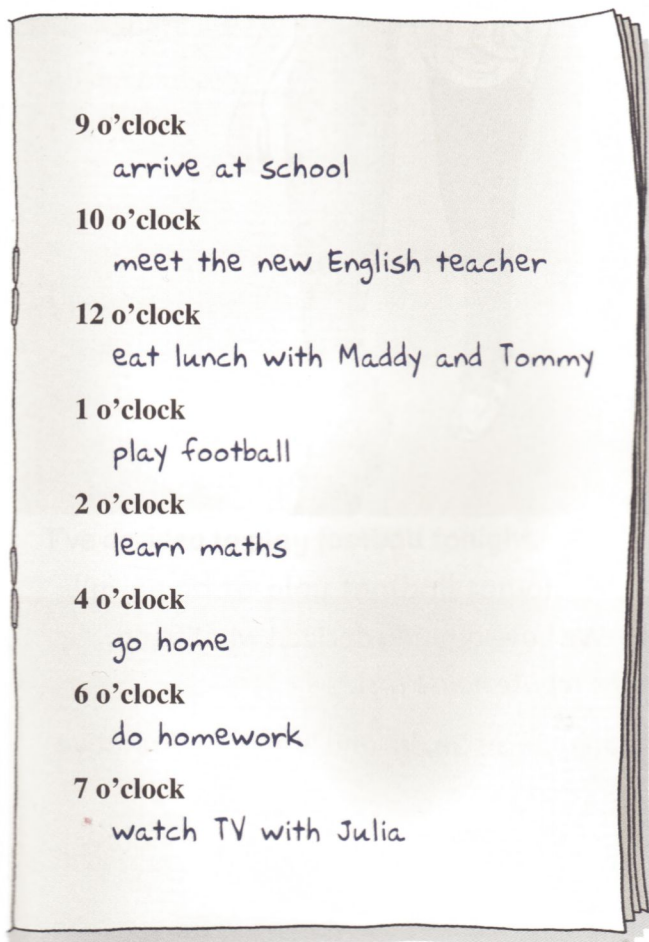 9 o'clock
arrive at school
10 o'clock
meet the new English teacher
12 o'clock
eat lunch with Maddy and Tommy
1 o'clock
play football
2 o'clock
learn maths
4 o'clock
go home
6 o'clock
do homework
7 o'clock
watch TV with Julia